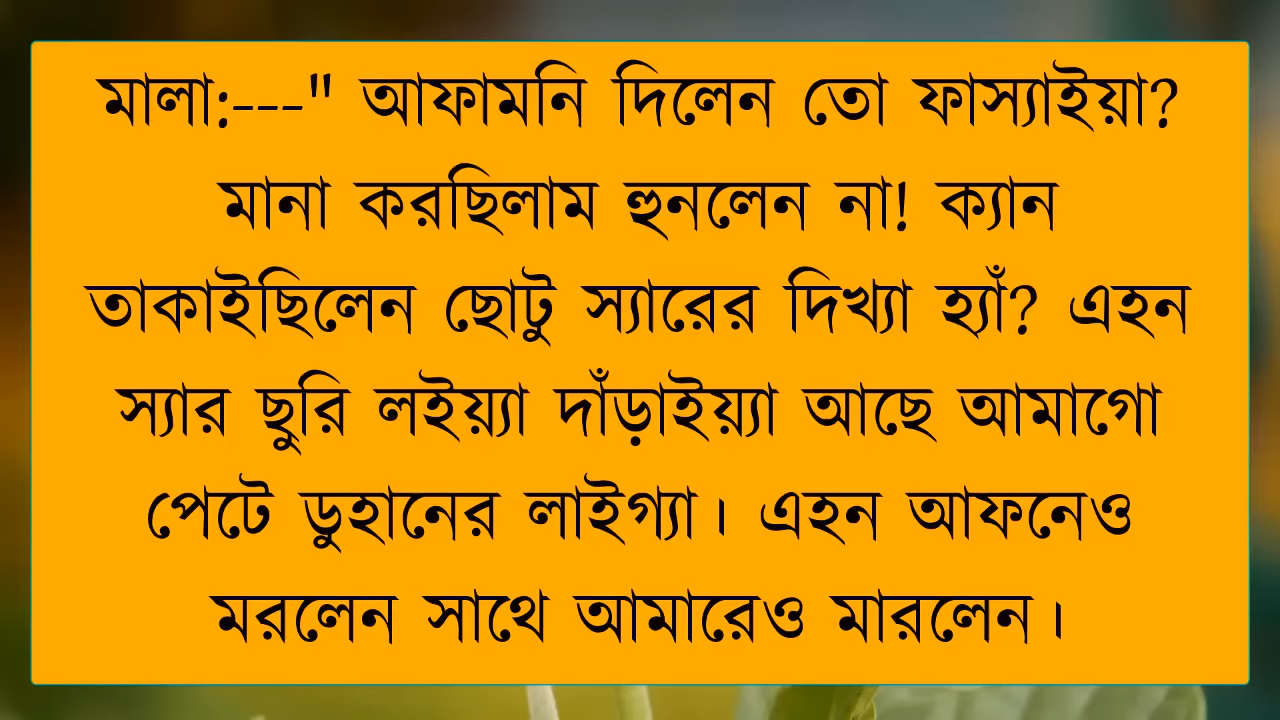 মালা:---" আফামনি দিলেন তো ফাস্যাইয়া?
মানা করছিলাম হুনলেন না! ক্যান
তাকাইছিলেন ছোটু স্যারের দিখ্যা হ্যাঁ? এহন
স্যার ছুরি লইয়্যা দাঁড়াইয়্যা আছে আমাগো
পেটে ডুহানের লাইগ্যা। এহন আফনেও
মরলেন সাথে আমারেও মারলেন।